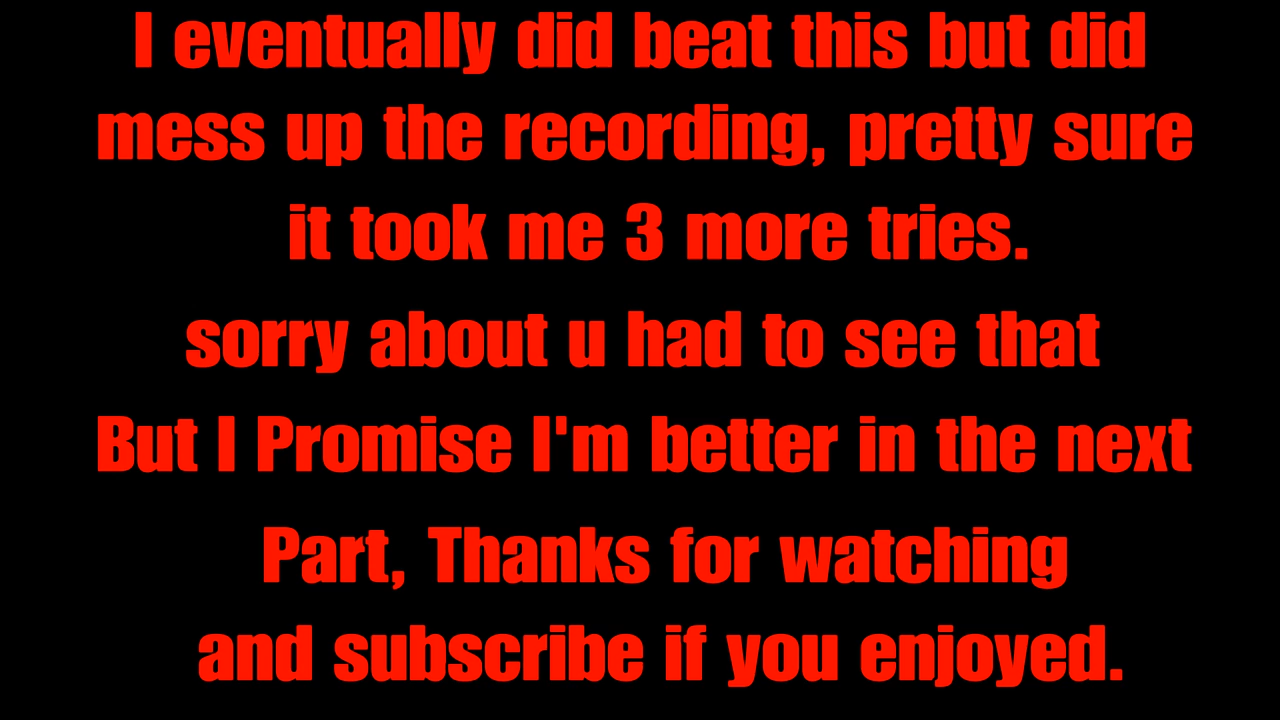 I eventually did beat this but did
mess up the recording, pretty sure
it took me 3 more tries.
sorry about u had to see that
But I Promise I'm better in the next
Part, Thanks for watching
and subscribe if you enjoyed.